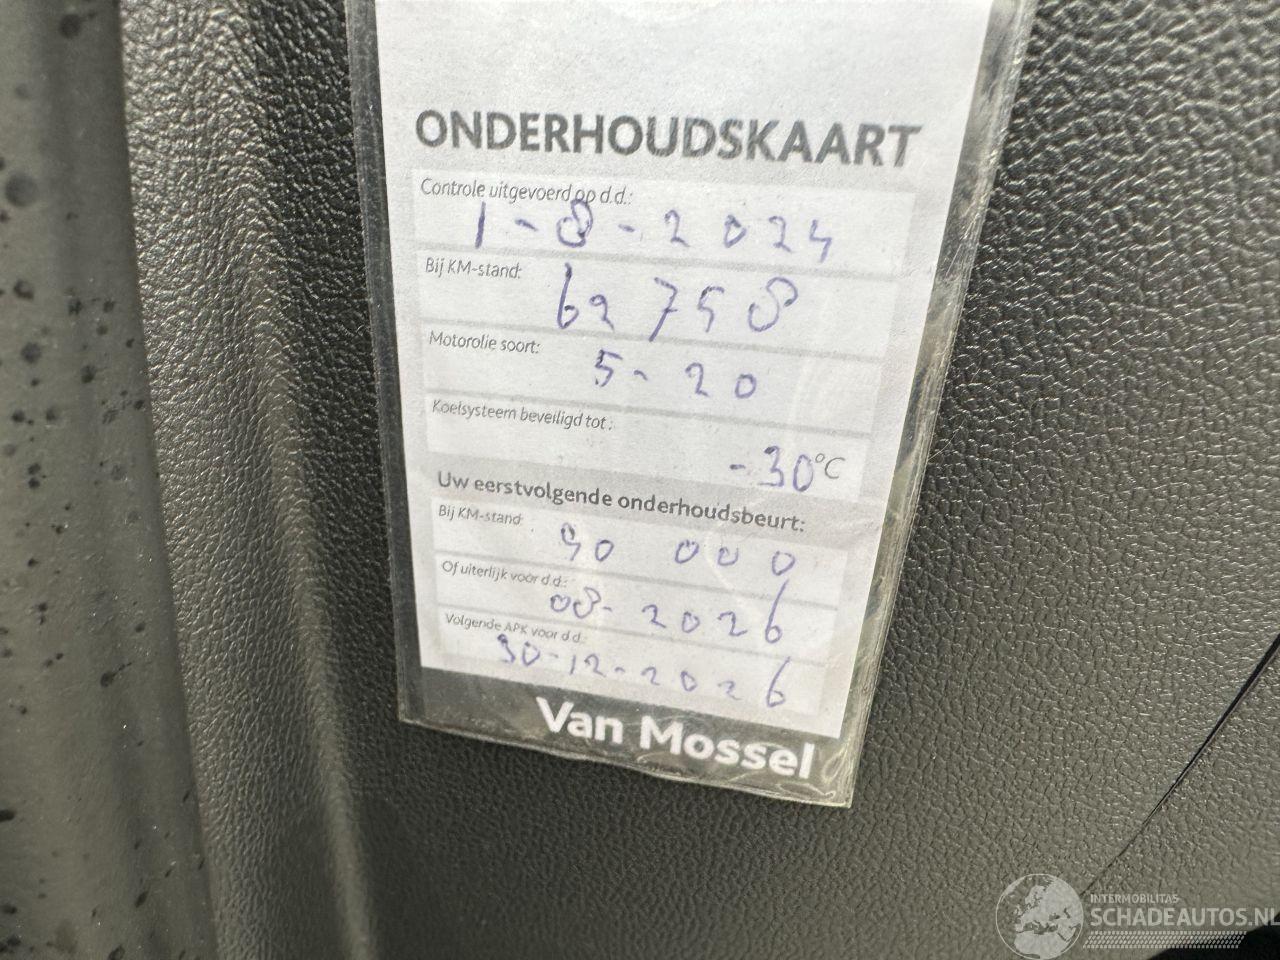 ONDERHOUDSKAART
Controle uitgevoerd op d.d.:
1-8-2024
Bij KM-stand:
62758
Motorolie soort:
5-20
Koelsysteem beveiligd tot:
-30°C
Uw eerstvolgende onderhoudsbeurt:
Bij KM-stand:
90 000
Of uiterlijk voor d.d.:
08-2026
Volgende APK voor d.d.:
30-12-2026
Van Mossel
INTERMOBILITAS
SCHADEAUTOS.NL